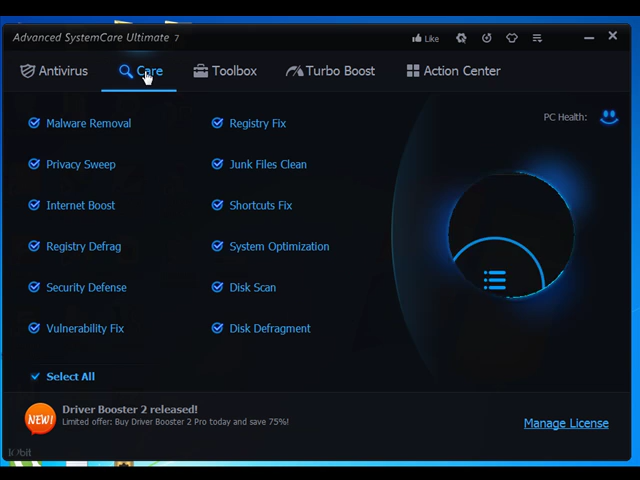 Advanced SystemCare Ultimate 7
Like
Antivirus Care Toolbox Turbo Boost Action Center
PC Health:
Malware Removal Registry Fix
Privacy Sweep Junk Files Clean
Internet Boost Shortcuts Fix
Registry Defrag System Optimization
Security Defense Disk Scan
Vulnerability Fix Disk Defragment
Select All
NEW!
Driver Booster 2 released!
Limited offer: Buy Driver Booster 2 Pro today and save 75%!
Manage License
IObit